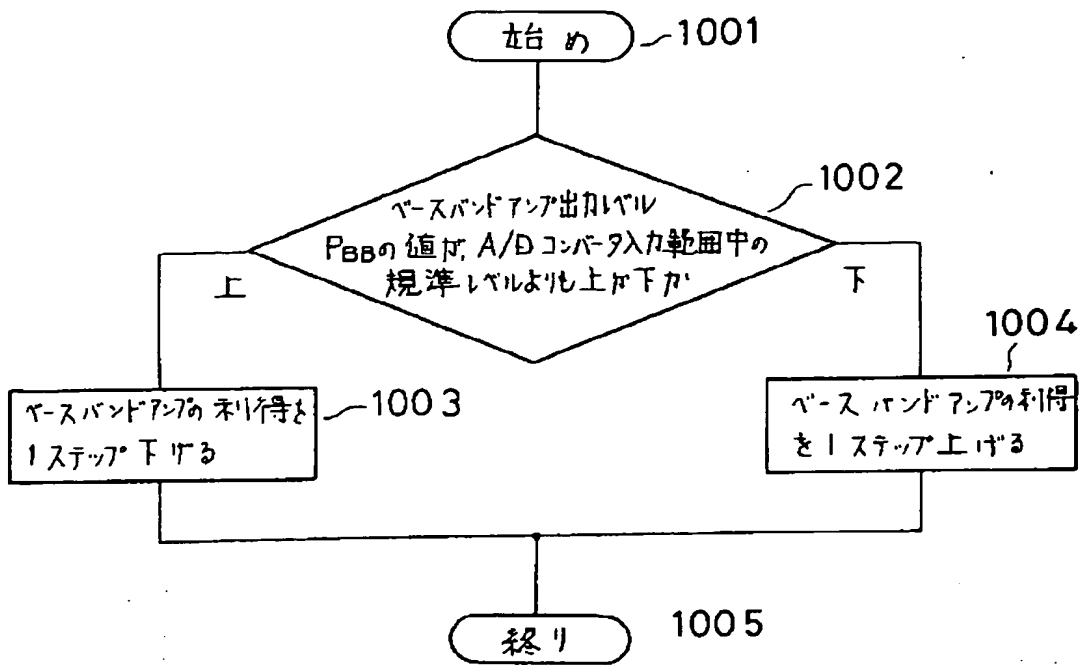 始め
1001
ベースバンドアンプ出力レベル
PBBの値が, A/Dコンバータ入力範囲中の
規準レベルよりも上か下か
1002
上
下
1004
ベースバンドアンプの利得を
1ステップ下げる
1003
ベースバンドアンプの利得
を1ステップ上げる
終り
1005